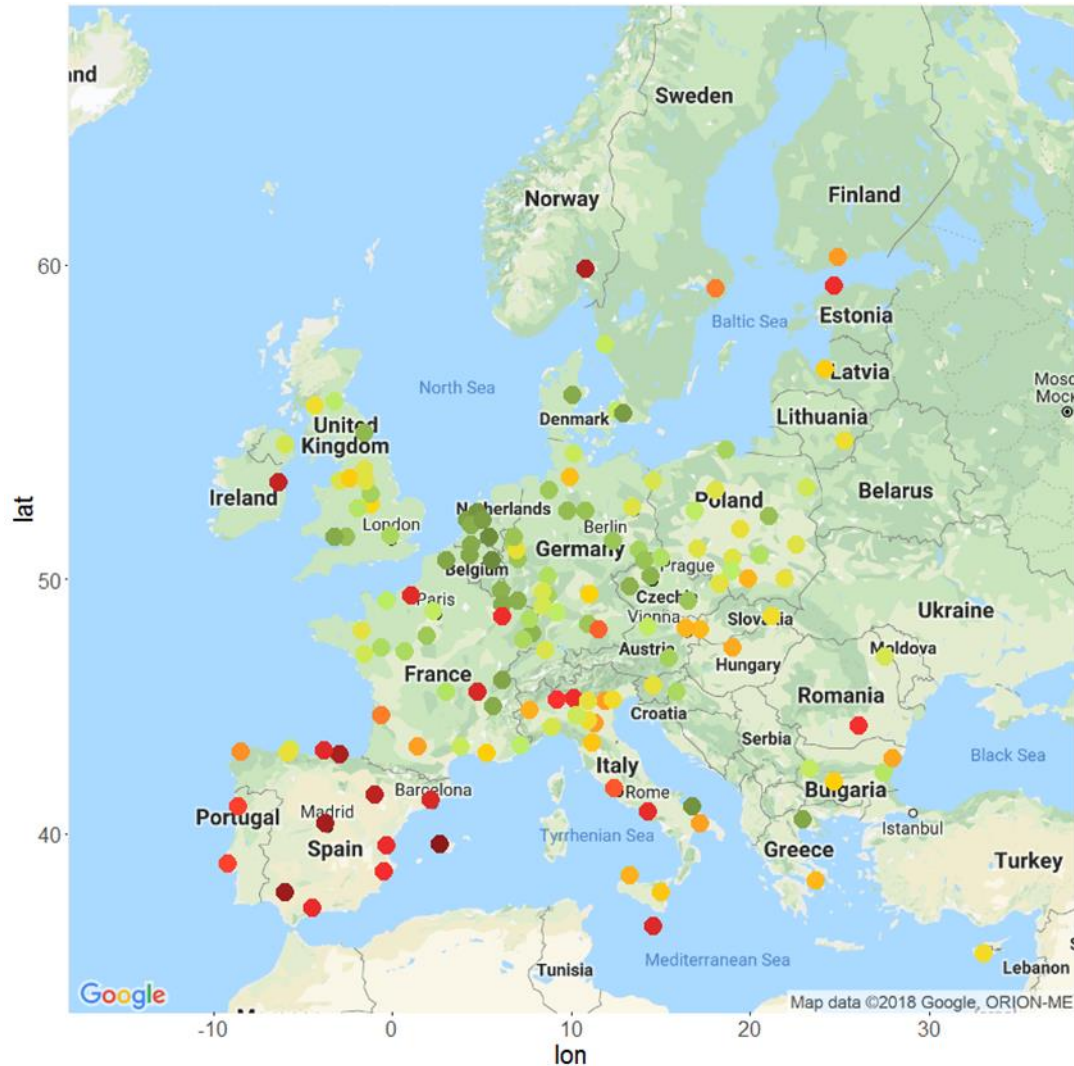 nd
Sweden
Norway
Finland
60
Estonia
Baltic Sea
Latvia
North Sea
Mosc
Моск
Denmark
Lithuania
United
Kingdom
Ireland
Belarus
Poland
Netherlands
London
Berlin
lat
Germany
50
Belgium
Prague
Paris
Czechia
Ukraine
Vienna
Slovakia
Moldova
Austria
Hungary
France
Romania
Croatia
Serbia
Black Sea
Italy
Bulgaria
Barcelona
Rome
Portugal
Madrid
Istanbul
40
Tyrrhenian Sea
Spain
Greece
Turkey
Mediterranean Sea
Tunisia
Lebanon
S
Google
Map data ©2018 Google, ORION-ME
-10
0
10
20
30
lon